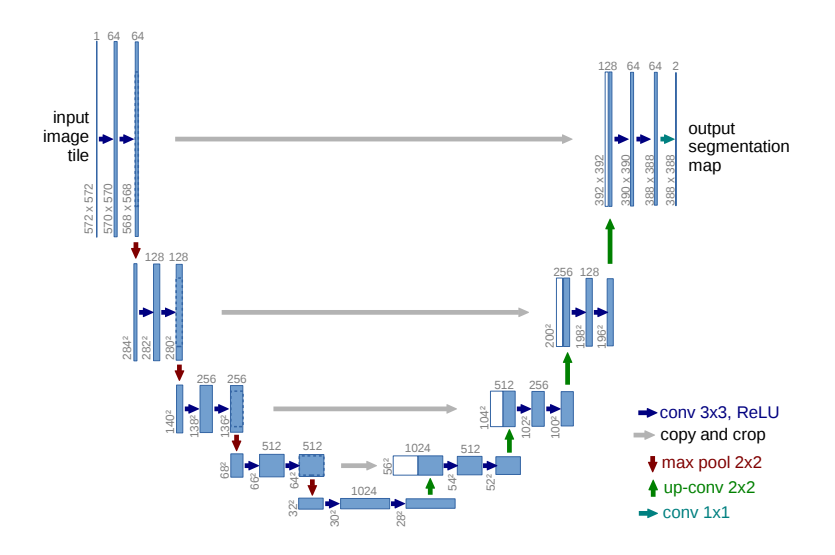 1 64 64
input
image
tile
572 x 572
570 x 570
568 x 568
128 64 64 2
output
segmentation
map
392 x 392
390 x 390
388 x 388
388 x 388
128 128
284²
282²
280²
256 128
200²
198²
196²
256 256
140²
138²
136²
512 256
104²
102²
100²
512 512
68²
66²
64²
1024 512
56²
54²
52²
1024
32²
30²
28²
conv 3x3, ReLU
copy and crop
max pool 2x2
up-conv 2x2
conv 1x1